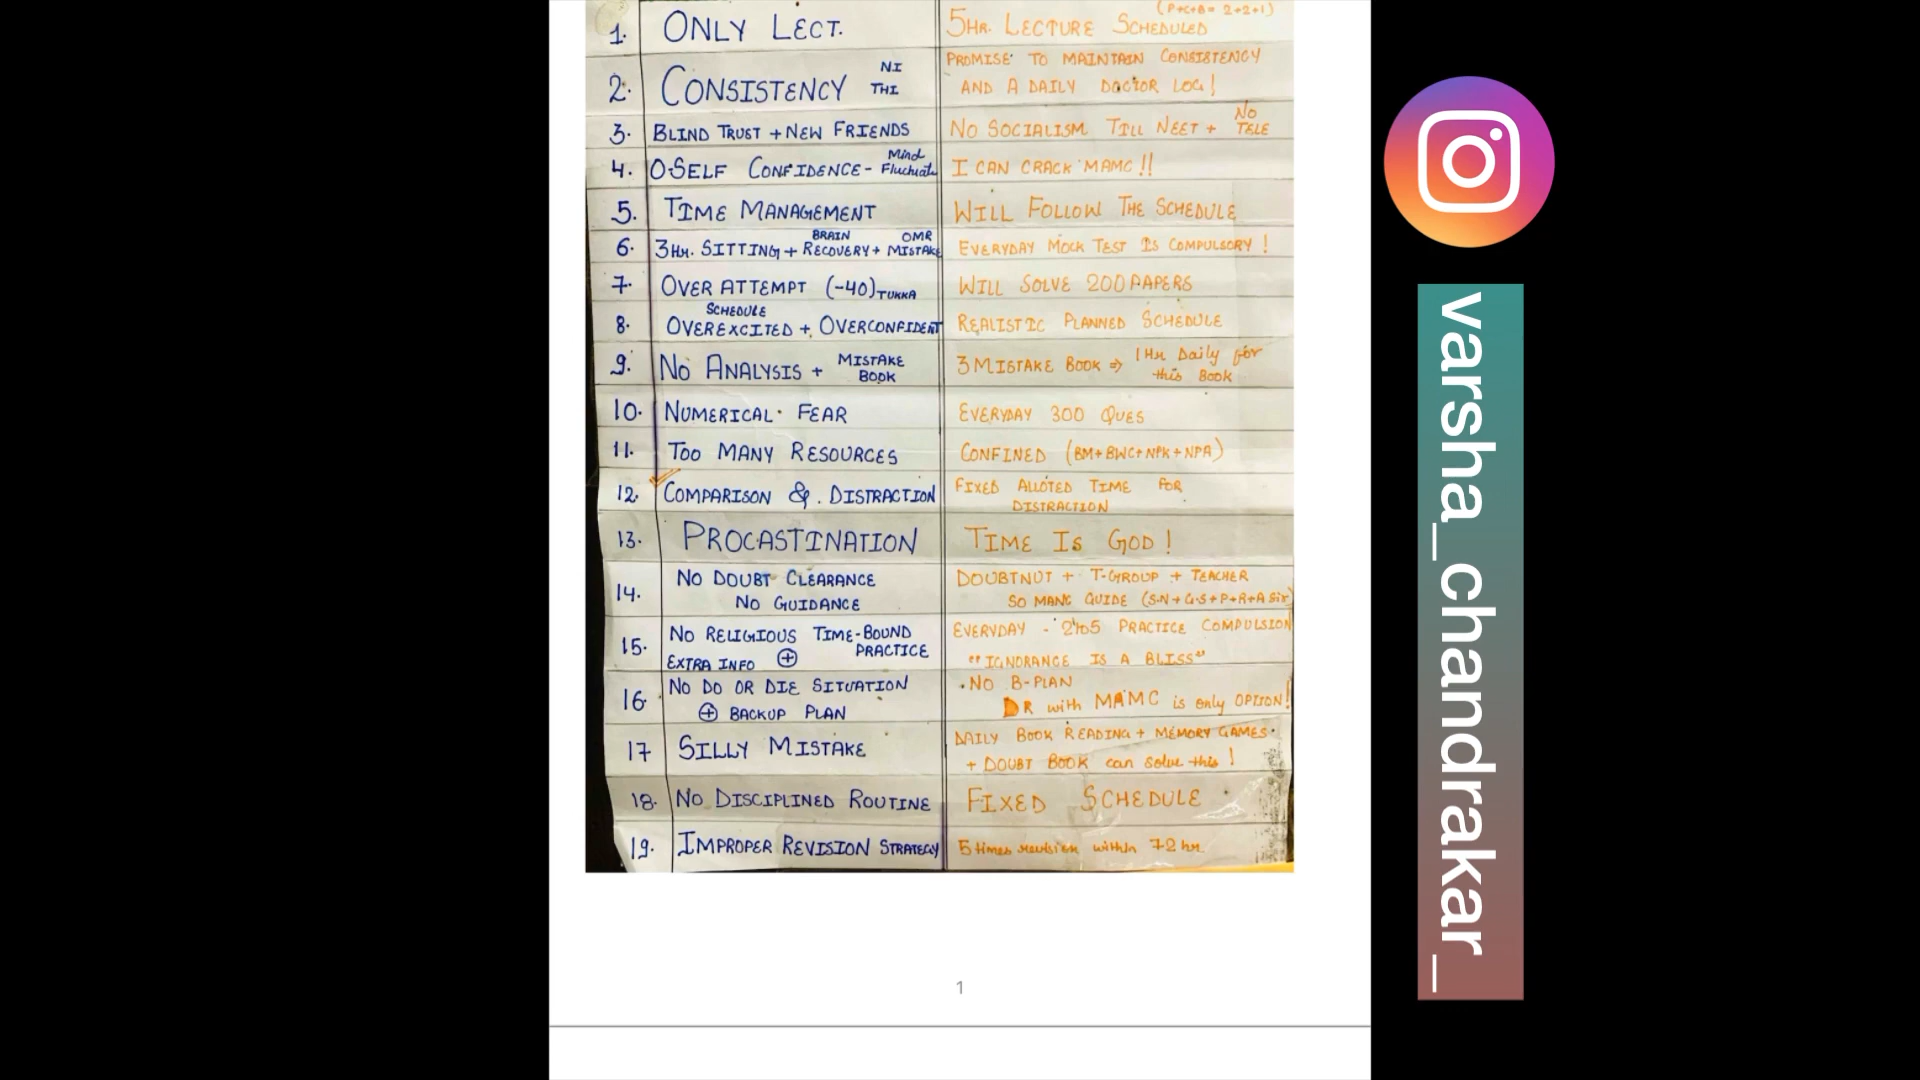 (P+C+B= 2+2+1)
1. ONLY LECT. 5HR. LECTURE SCHEDULED
2. CONSISTENCY NI THI PROMISE TO MAINTAIN CONSISTENCY
AND A DAILY DOCTOR LOG!
3. BLIND TRUST + NEW FRIENDS NO SOCIALISM TILL NEET + NO TELE
4. 0-SELF CONFIDENCE - Mind Fluctuate I CAN CRACK MAMC !!
5. TIME MANAGEMENT WILL FOLLOW THE SCHEDULE
6. 3Hr. SITTING + BRAIN RECOVERY + OMR MISTAKE EVERYDAY MOCK TEST IS COMPULSORY !
7. OVER ATTEMPT (-40) TUKKA WILL SOLVE 200 PAPERS
SCHEDULE
8. OVEREXCITED + OVERCONFIDENT REALISTIC PLANNED SCHEDULE
9. NO ANALYSIS + MISTAKE BOOK 3 MISTAKE BOOK ⇒ 1Hr Daily for this Book
10. NUMERICAL FEAR EVERYDAY 300 QUES
11. TOO MANY RESOURCES CONFINED (BM+BWC+NPK+NPA)
12. COMPARISON & DISTRACTION FIXED ALLOTED TIME FOR
DISTRACTION
13. PROCASTINATION TIME IS GOD !
14. NO DOUBT CLEARANCE DOUBTNUT + T-GROUP + TEACHER
NO GUIDANCE SO MANY GUIDE (S.N+G.S+P+R+A Sir)
15. NO RELIGIOUS TIME-BOUND PRACTICE EVERYDAY - 2 to 5 PRACTICE COMPULSION
EXTRA INFO ⊕ "IGNORANCE IS A BLISS"
16. NO DO OR DIE SITUATION NO B-PLAN
⊕ BACKUP PLAN DR with MAMC is only OPTION!
17 SILLY MISTAKE DAILY BOOK READING + MEMORY GAMES
+ DOUBT BOOK can solve this !
18. NO DISCIPLINED ROUTINE FIXED SCHEDULE
19. IMPROPER REVISION STRATEGY 5 times revision within 72 hr
1
varsha_chandrakar_